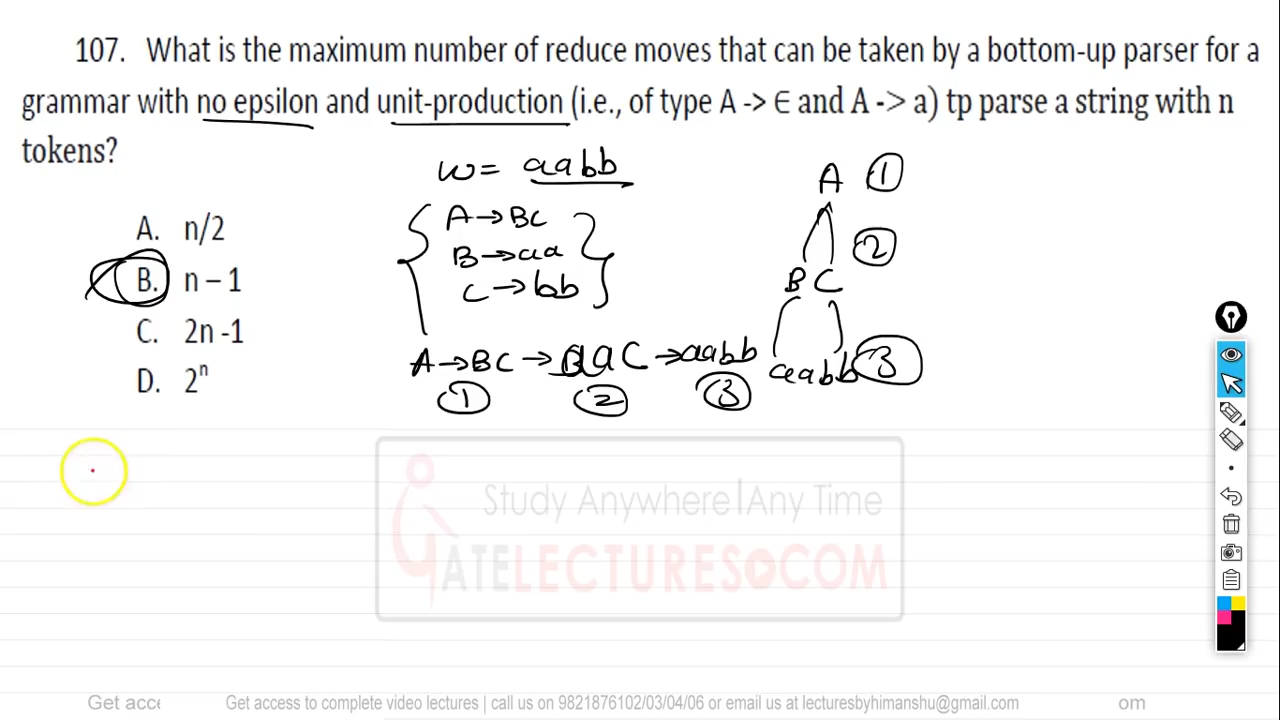 107. What is the maximum number of reduce moves that can be taken by a bottom-up parser for a
grammar with no epsilon and unit-production (i.e., of type A -> ∈ and A -> a) tp parse a string with n
tokens?
w = aabb
A. n/2
B. n – 1
C. 2n -1
D. 2ⁿ
A → BC
B → aa
C → bb
A → BC → aaC → aabb
① ② ③
A ①
②
B C
aabb ③
Study Anywhere|Any Time
GATELECTURES.COM
Get acce
Get access to complete video lectures | call us on 9821876102/03/04/06 or email us at lecturesbyhimanshu@gmail.com
om